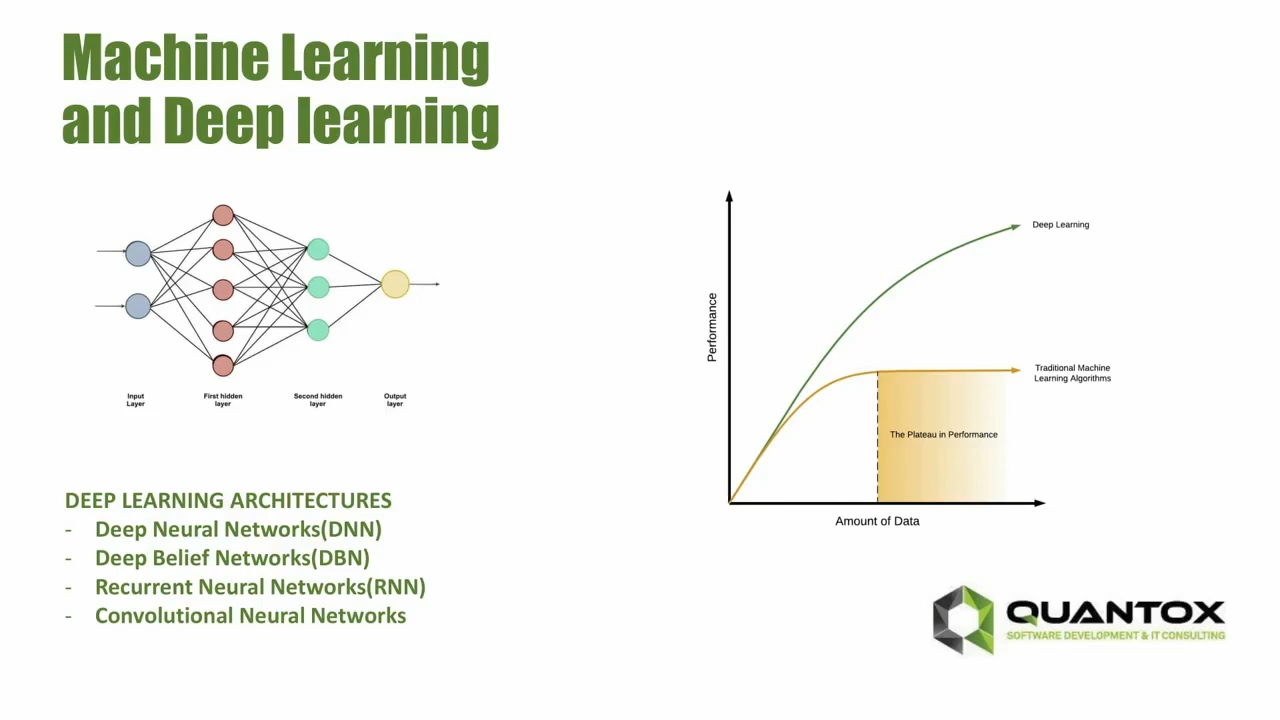 Machine Learning
and Deep learning
Input
Layer
First hidden
layer
Second hidden
layer
Output
layer
DEEP LEARNING ARCHITECTURES
- Deep Neural Networks(DNN)
- Deep Belief Networks(DBN)
- Recurrent Neural Networks(RNN)
- Convolutional Neural Networks
Performance
Deep Learning
Traditional Machine
Learning Algorithms
The Plateau in Performance
Amount of Data
QUANTOX
SOFTWARE DEVELOPMENT & IT CONSULTING